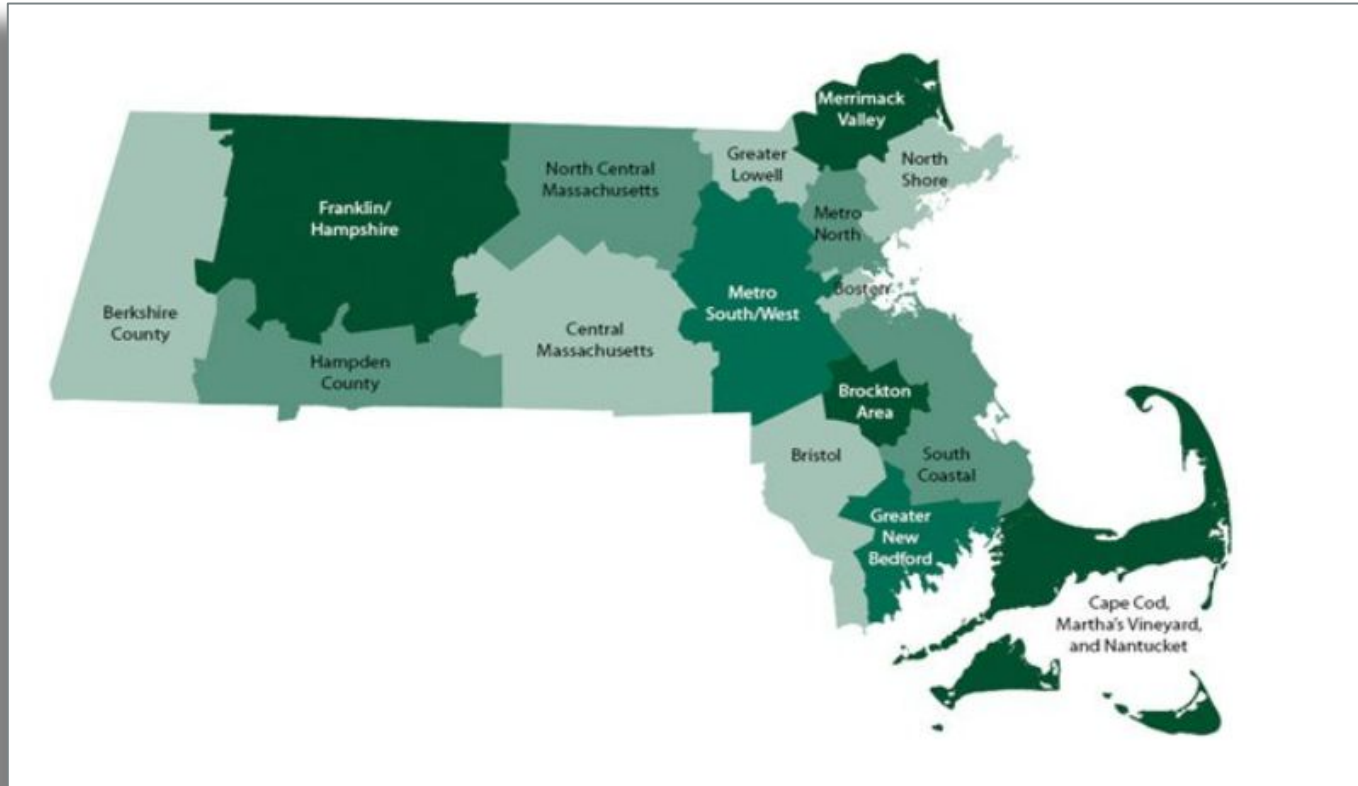 Merrimack
Valley
North
Shore
Greater
Lowell
North Central
Massachusetts
Franklin/
Hampshire
Metro
North
Boston
Metro
South/West
Berkshire
County
Central
Massachusetts
Hampden
County
Brockton
Area
Bristol
South
Coastal
Greater
New
Bedford
Cape Cod,
Martha's Vineyard,
and Nantucket